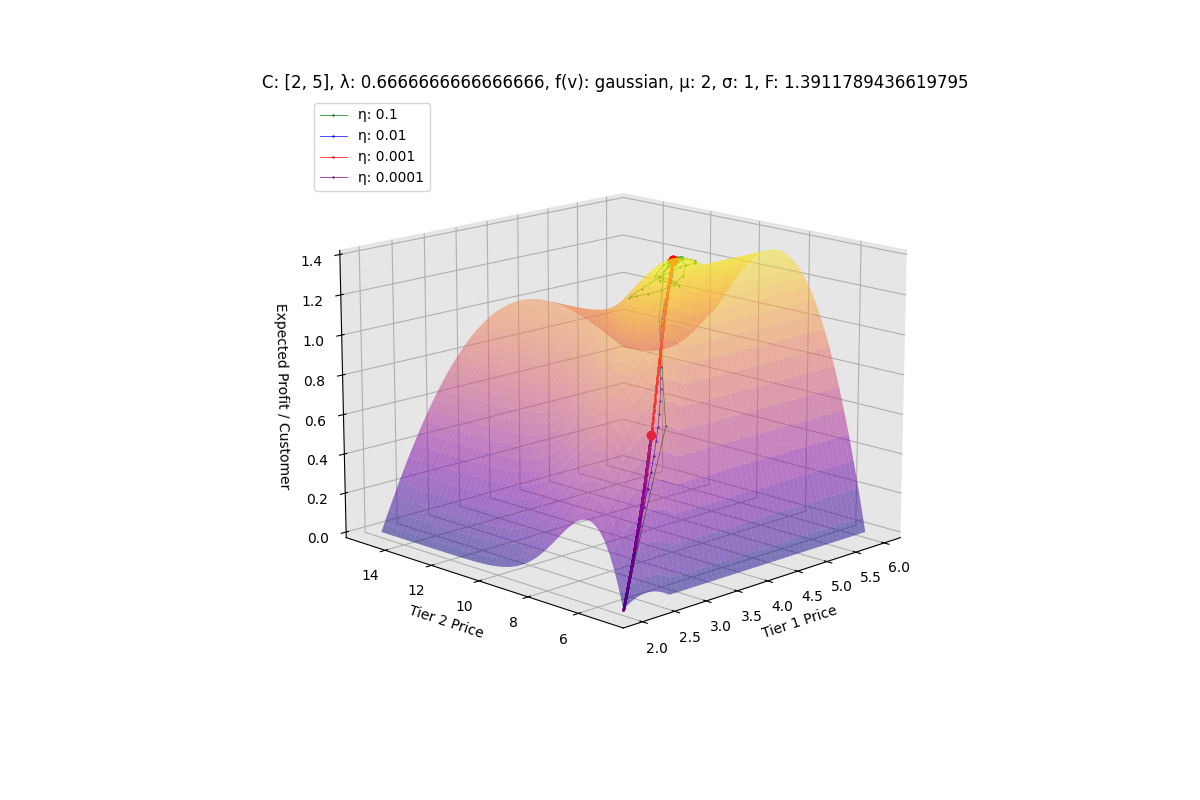 C: [2, 5], λ: 0.6666666666666666, f(v): gaussian, μ: 2, σ: 1, F: 1.3911789436619795
η: 0.1
η: 0.01
η: 0.001
η: 0.0001
Expected Profit / Customer
1.4
1.2
1.0
0.8
0.6
0.4
0.2
0.0
14
12
10
8
6
Tier 2 Price
2.0
2.5
3.0
3.5
4.0
4.5
5.0
5.5
6.0
Tier 1 Price